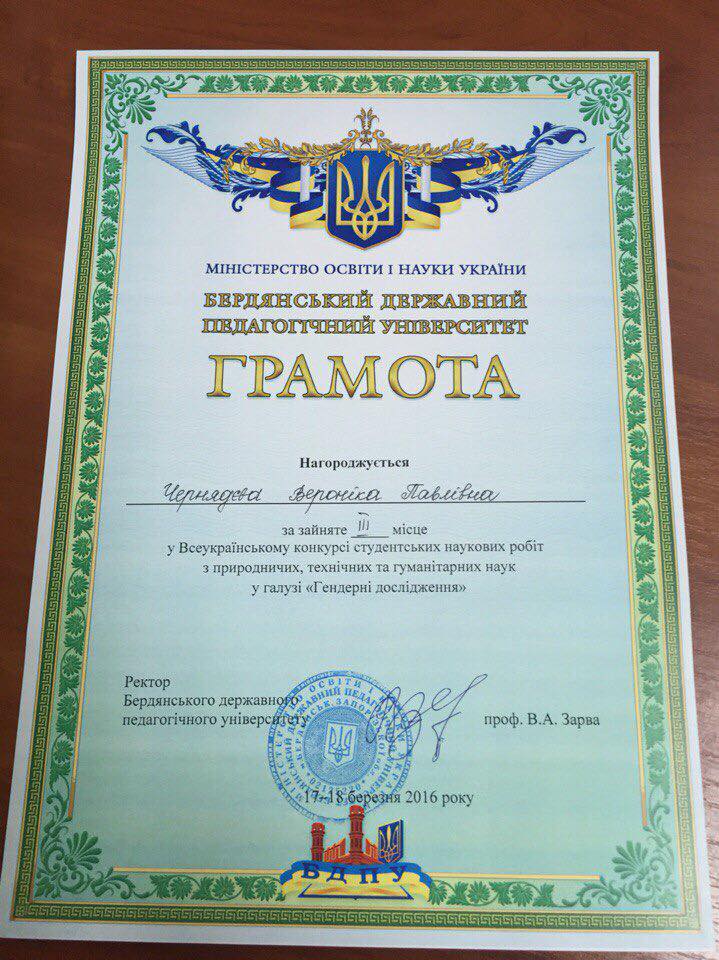 МІНІСТЕРСТВО ОСВІТИ І НАУКИ УКРАЇНИ
БЕРДЯНСЬКИЙ ДЕРЖАВНИЙ
ПЕДАГОГІЧНИЙ УНІВЕРСИТЕТ
ГРАМОТА
Нагороджується
Чернядєва Вероніка Павлівна
за зайняте III місце
у Всеукраїнському конкурсі студентських наукових робіт
з природничих, технічних та гуманітарних наук
у галузі «Гендерні дослідження»
Ректор
Бердянського державного
педагогічного університету проф. В.А. Зарва
17-18 березня 2016 року
БДПУ